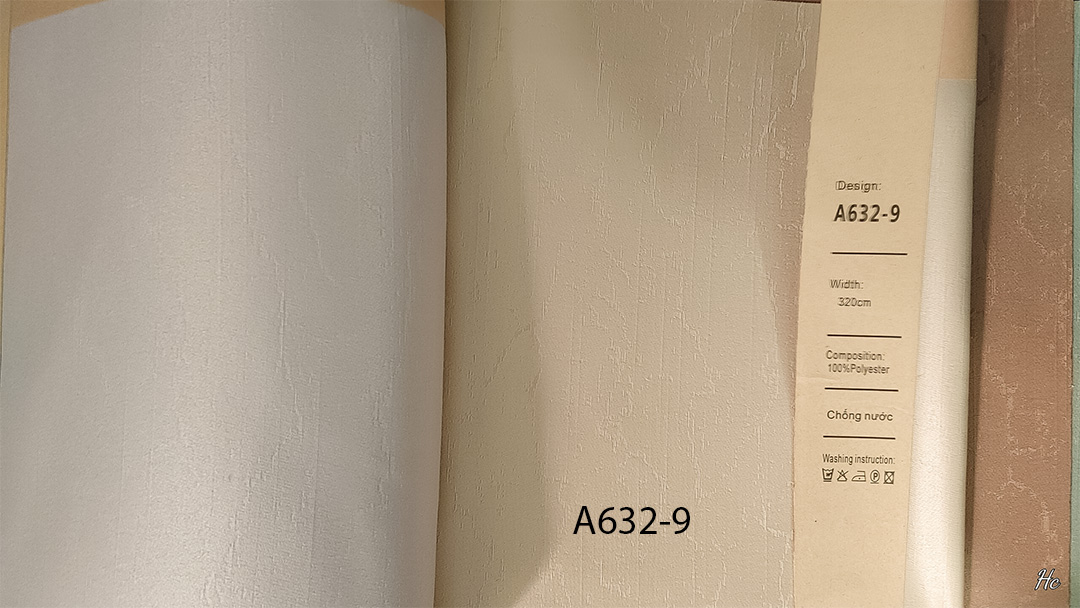 Design:
A632-9
Width:
320cm
Composition:
100%Polyester
Chống nước
Washing instruction:
A632-9
Hc